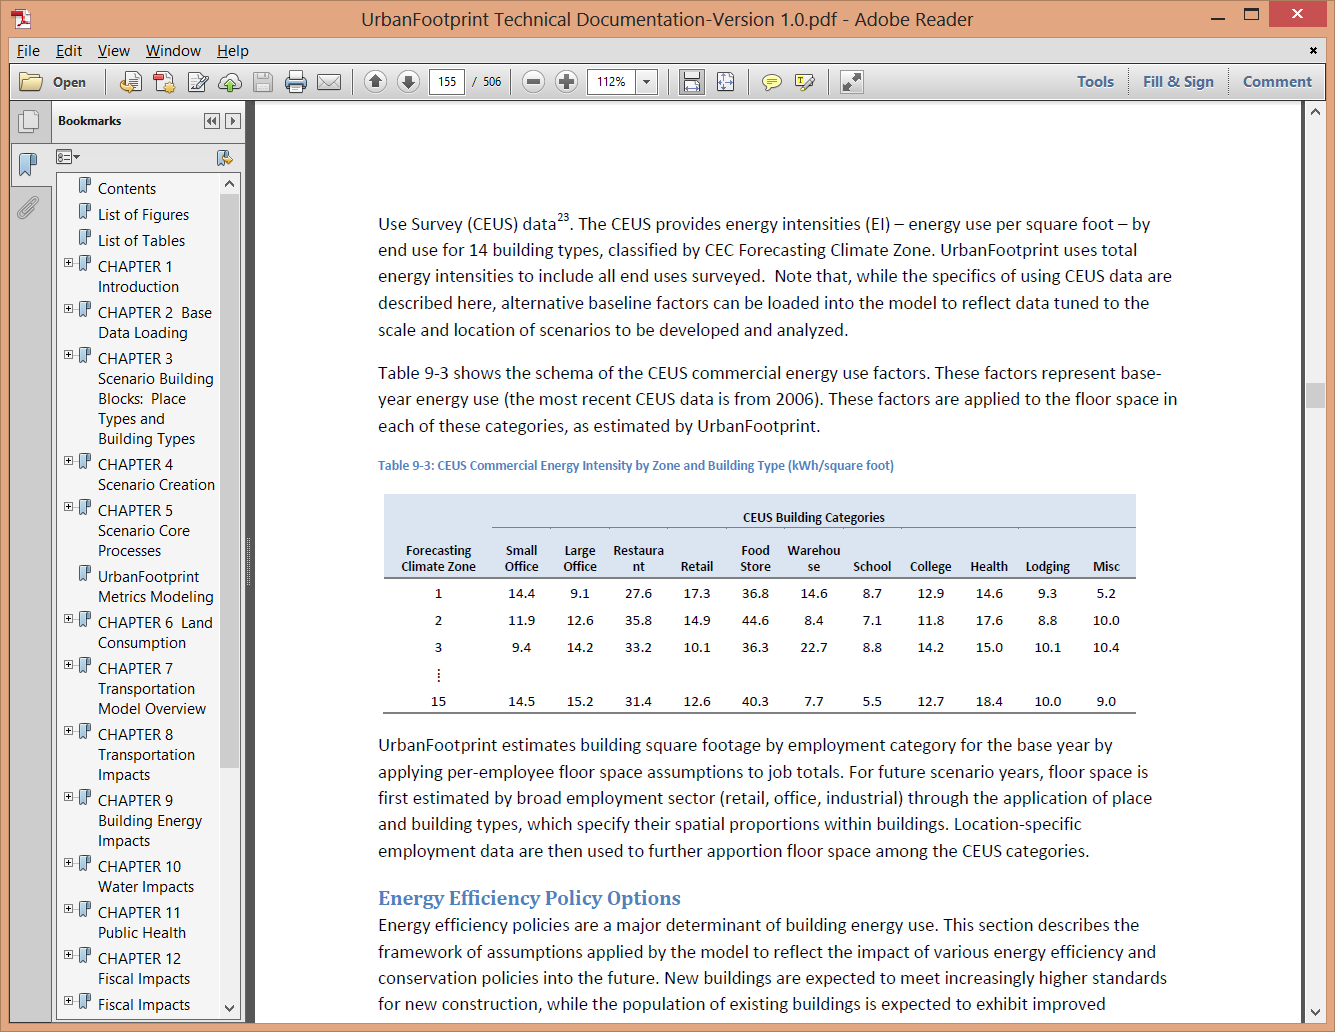 UrbanFootprint Technical Documentation-Version 1.0.pdf - Adobe Reader
File Edit View Window Help
Open 155 / 506 112% Tools Fill & Sign Comment
Bookmarks
Contents
List of Figures
List of Tables
CHAPTER 1
Introduction
CHAPTER 2 Base
Data Loading
CHAPTER 3
Scenario Building
Blocks: Place
Types and
Building Types
CHAPTER 4
Scenario Creation
CHAPTER 5
Scenario Core
Processes
UrbanFootprint
Metrics Modeling
CHAPTER 6 Land
Consumption
CHAPTER 7
Transportation
Model Overview
CHAPTER 8
Transportation
Impacts
CHAPTER 9
Building Energy
Impacts
CHAPTER 10
Water Impacts
CHAPTER 11
Public Health
CHAPTER 12
Fiscal Impacts
Fiscal Impacts
Use Survey (CEUS) data23. The CEUS provides energy intensities (EI) – energy use per square foot – by
end use for 14 building types, classified by CEC Forecasting Climate Zone. UrbanFootprint uses total
energy intensities to include all end uses surveyed. Note that, while the specifics of using CEUS data are
described here, alternative baseline factors can be loaded into the model to reflect data tuned to the
scale and location of scenarios to be developed and analyzed.
Table 9-3 shows the schema of the CEUS commercial energy use factors. These factors represent base-
year energy use (the most recent CEUS data is from 2006). These factors are applied to the floor space in
each of these categories, as estimated by UrbanFootprint.
Table 9-3: CEUS Commercial Energy Intensity by Zone and Building Type (kWh/square foot)
CEUS Building Categories
Forecasting Small Large Restaura Food Warehou
Climate Zone Office Office nt Retail Store se School College Health Lodging Misc
1 14.4 9.1 27.6 17.3 36.8 14.6 8.7 12.9 14.6 9.3 5.2
2 11.9 12.6 35.8 14.9 44.6 8.4 7.1 11.8 17.6 8.8 10.0
3 9.4 14.2 33.2 10.1 36.3 22.7 8.8 14.2 15.0 10.1 10.4
⁞
15 14.5 15.2 31.4 12.6 40.3 7.7 5.5 12.7 18.4 10.0 9.0
UrbanFootprint estimates building square footage by employment category for the base year by
applying per-employee floor space assumptions to job totals. For future scenario years, floor space is
first estimated by broad employment sector (retail, office, industrial) through the application of place
and building types, which specify their spatial proportions within buildings. Location-specific
employment data are then used to further apportion floor space among the CEUS categories.
Energy Efficiency Policy Options
Energy efficiency policies are a major determinant of building energy use. This section describes the
framework of assumptions applied by the model to reflect the impact of various energy efficiency and
conservation policies into the future. New buildings are expected to meet increasingly higher standards
for new construction, while the population of existing buildings is expected to exhibit improved